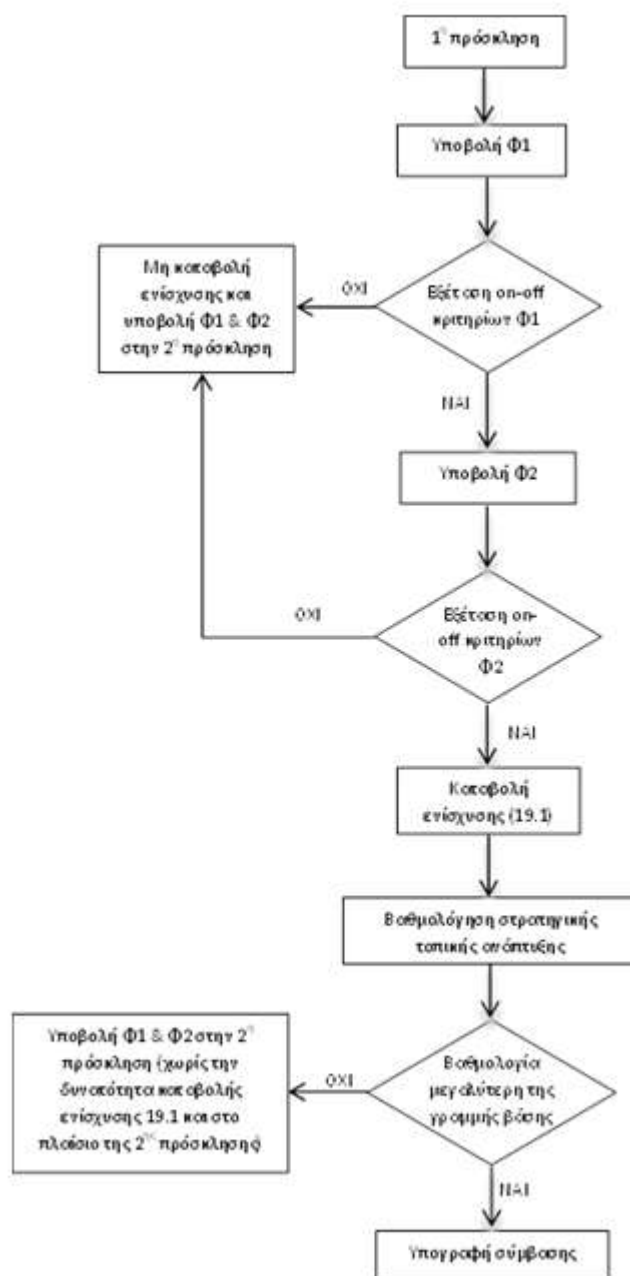 1η πρόσκληση
Υποβολή Φ1
Εξέταση on-off
κριτηρίων Φ1
ΟΧΙ
Μη καταβολή
ενίσχυσης και
υποβολή Φ1 & Φ2
στην 2η πρόσκληση
ΝΑΙ
Υποβολή Φ2
Εξέταση on-
off κριτηρίων
Φ2
ΟΧΙ
ΝΑΙ
Καταβολή
ενίσχυσης (19.1)
Βαθμολόγηση στρατηγικής
τοπικής ανάπτυξης
Βαθμολογία
μεγαλύτερη της
γραμμής βάσης
ΟΧΙ
Υποβολή Φ1 & Φ2 στην 2η
πρόσκληση (χωρίς την
δυνατότητα καταβολής
ενίσχυσης 19.1 και στο
πλαίσιο της 2ης πρόσκλησης)
ΝΑΙ
Υπογραφή σύμβασης